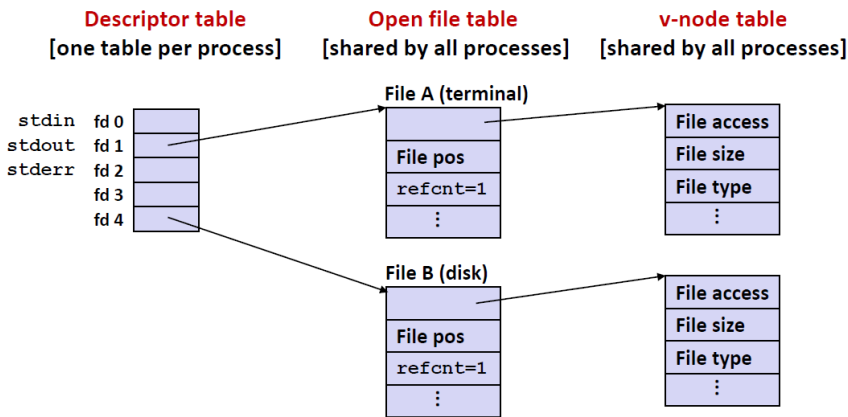 Descriptor table
[one table per process]
Open file table
[shared by all processes]
v-node table
[shared by all processes]
stdin fd 0
stdout fd 1
stderr fd 2
fd 3
fd 4
File A (terminal)
File pos
refcnt=1
⋮
File access
File size
File type
⋮
File B (disk)
File pos
refcnt=1
⋮
File access
File size
File type
⋮